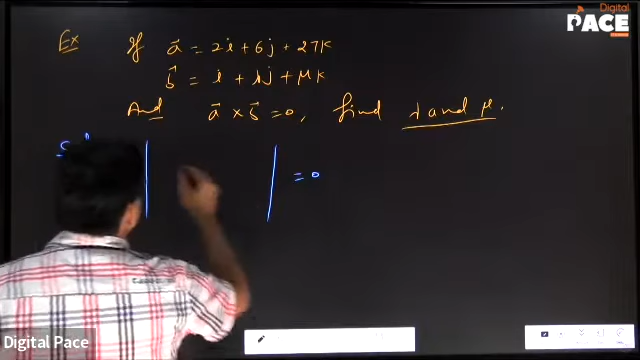 Digital
PACE
Ex If a⃗ = 2i + 6j + 27k
b⃗ = i + λj + μk
And a⃗ × b⃗ = 0, find λ and μ.
= 0
Digital Pace